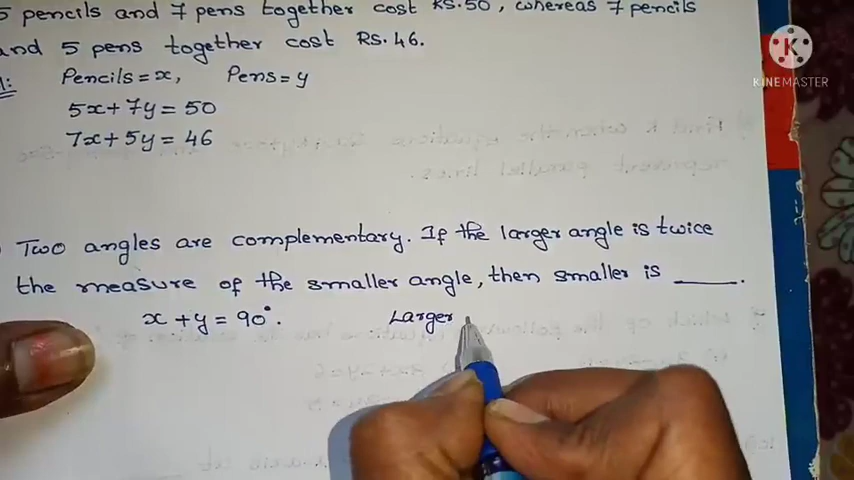 5 pencils and 7 pens together cost Rs.50, whereas 7 pencils
and 5 pens together cost Rs. 46.
Pencils = x, Pens = y
5x + 7y = 50
7x + 5y = 46
Two angles are complementary. If the larger angle is twice
the measure of the smaller angle, then smaller is ____.
x + y = 90°. Larger
KINEMASTER